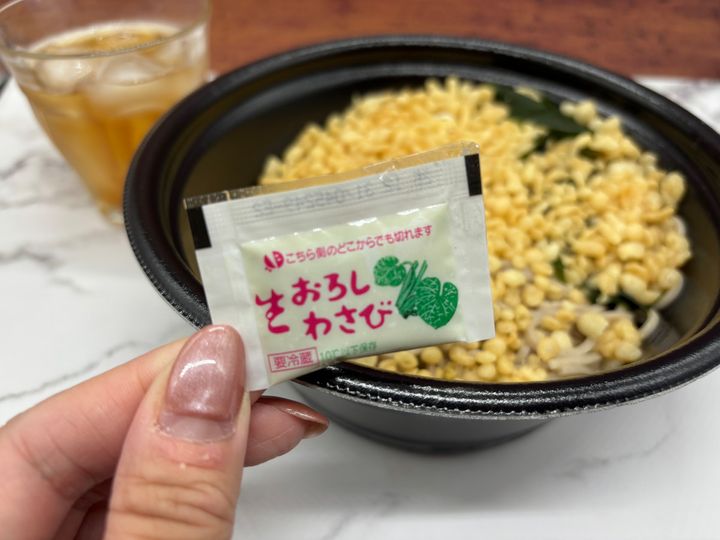 こちら側のどこからでも切れます
生おろし
わさび
要冷蔵 10℃以下保存